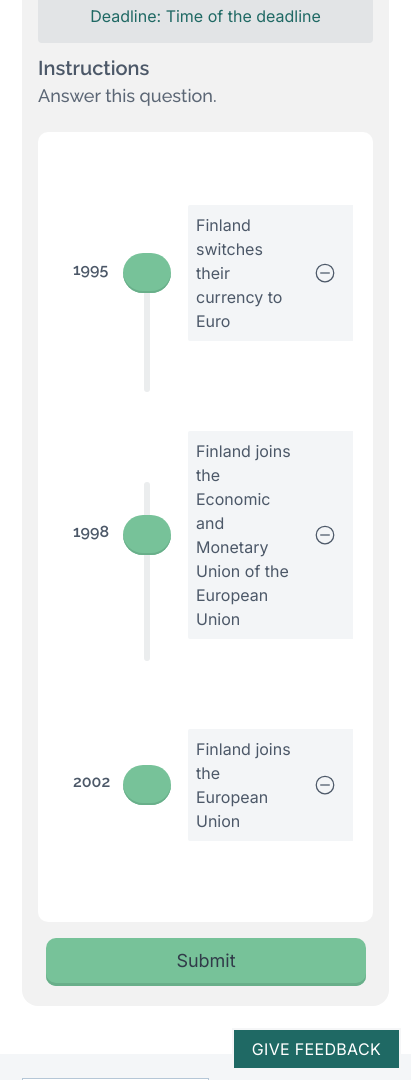 Deadline: Time of the deadline
Instructions
Answer this question.
1995
Finland
switches
their
currency to
Euro
1998
Finland joins
the
Economic
and
Monetary
Union of the
European
Union
2002
Finland joins
the
European
Union
Submit
GIVE FEEDBACK